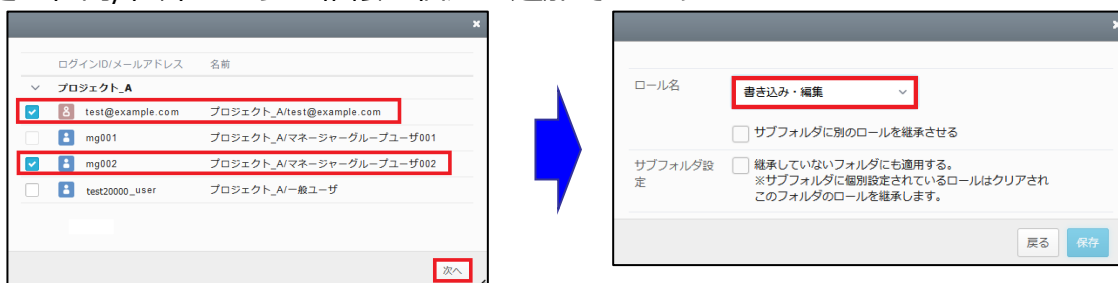 ログインID/メールアドレス 名前
プロジェクト_A
test@example.com プロジェクト_A/test@example.com
mg001 プロジェクト_A/マネージャーグループユーザ001
mg002 プロジェクト_A/マネージャーグループユーザ002
test20000_user プロジェクト_A/一般ユーザ
次へ
ロール名 書き込み・編集
サブフォルダに別のロールを継承させる
サブフォルダ設定 継承していないフォルダにも適用する。
※サブフォルダに個別設定されているロールはクリアされ
このフォルダのロールを継承します。
戻る 保存